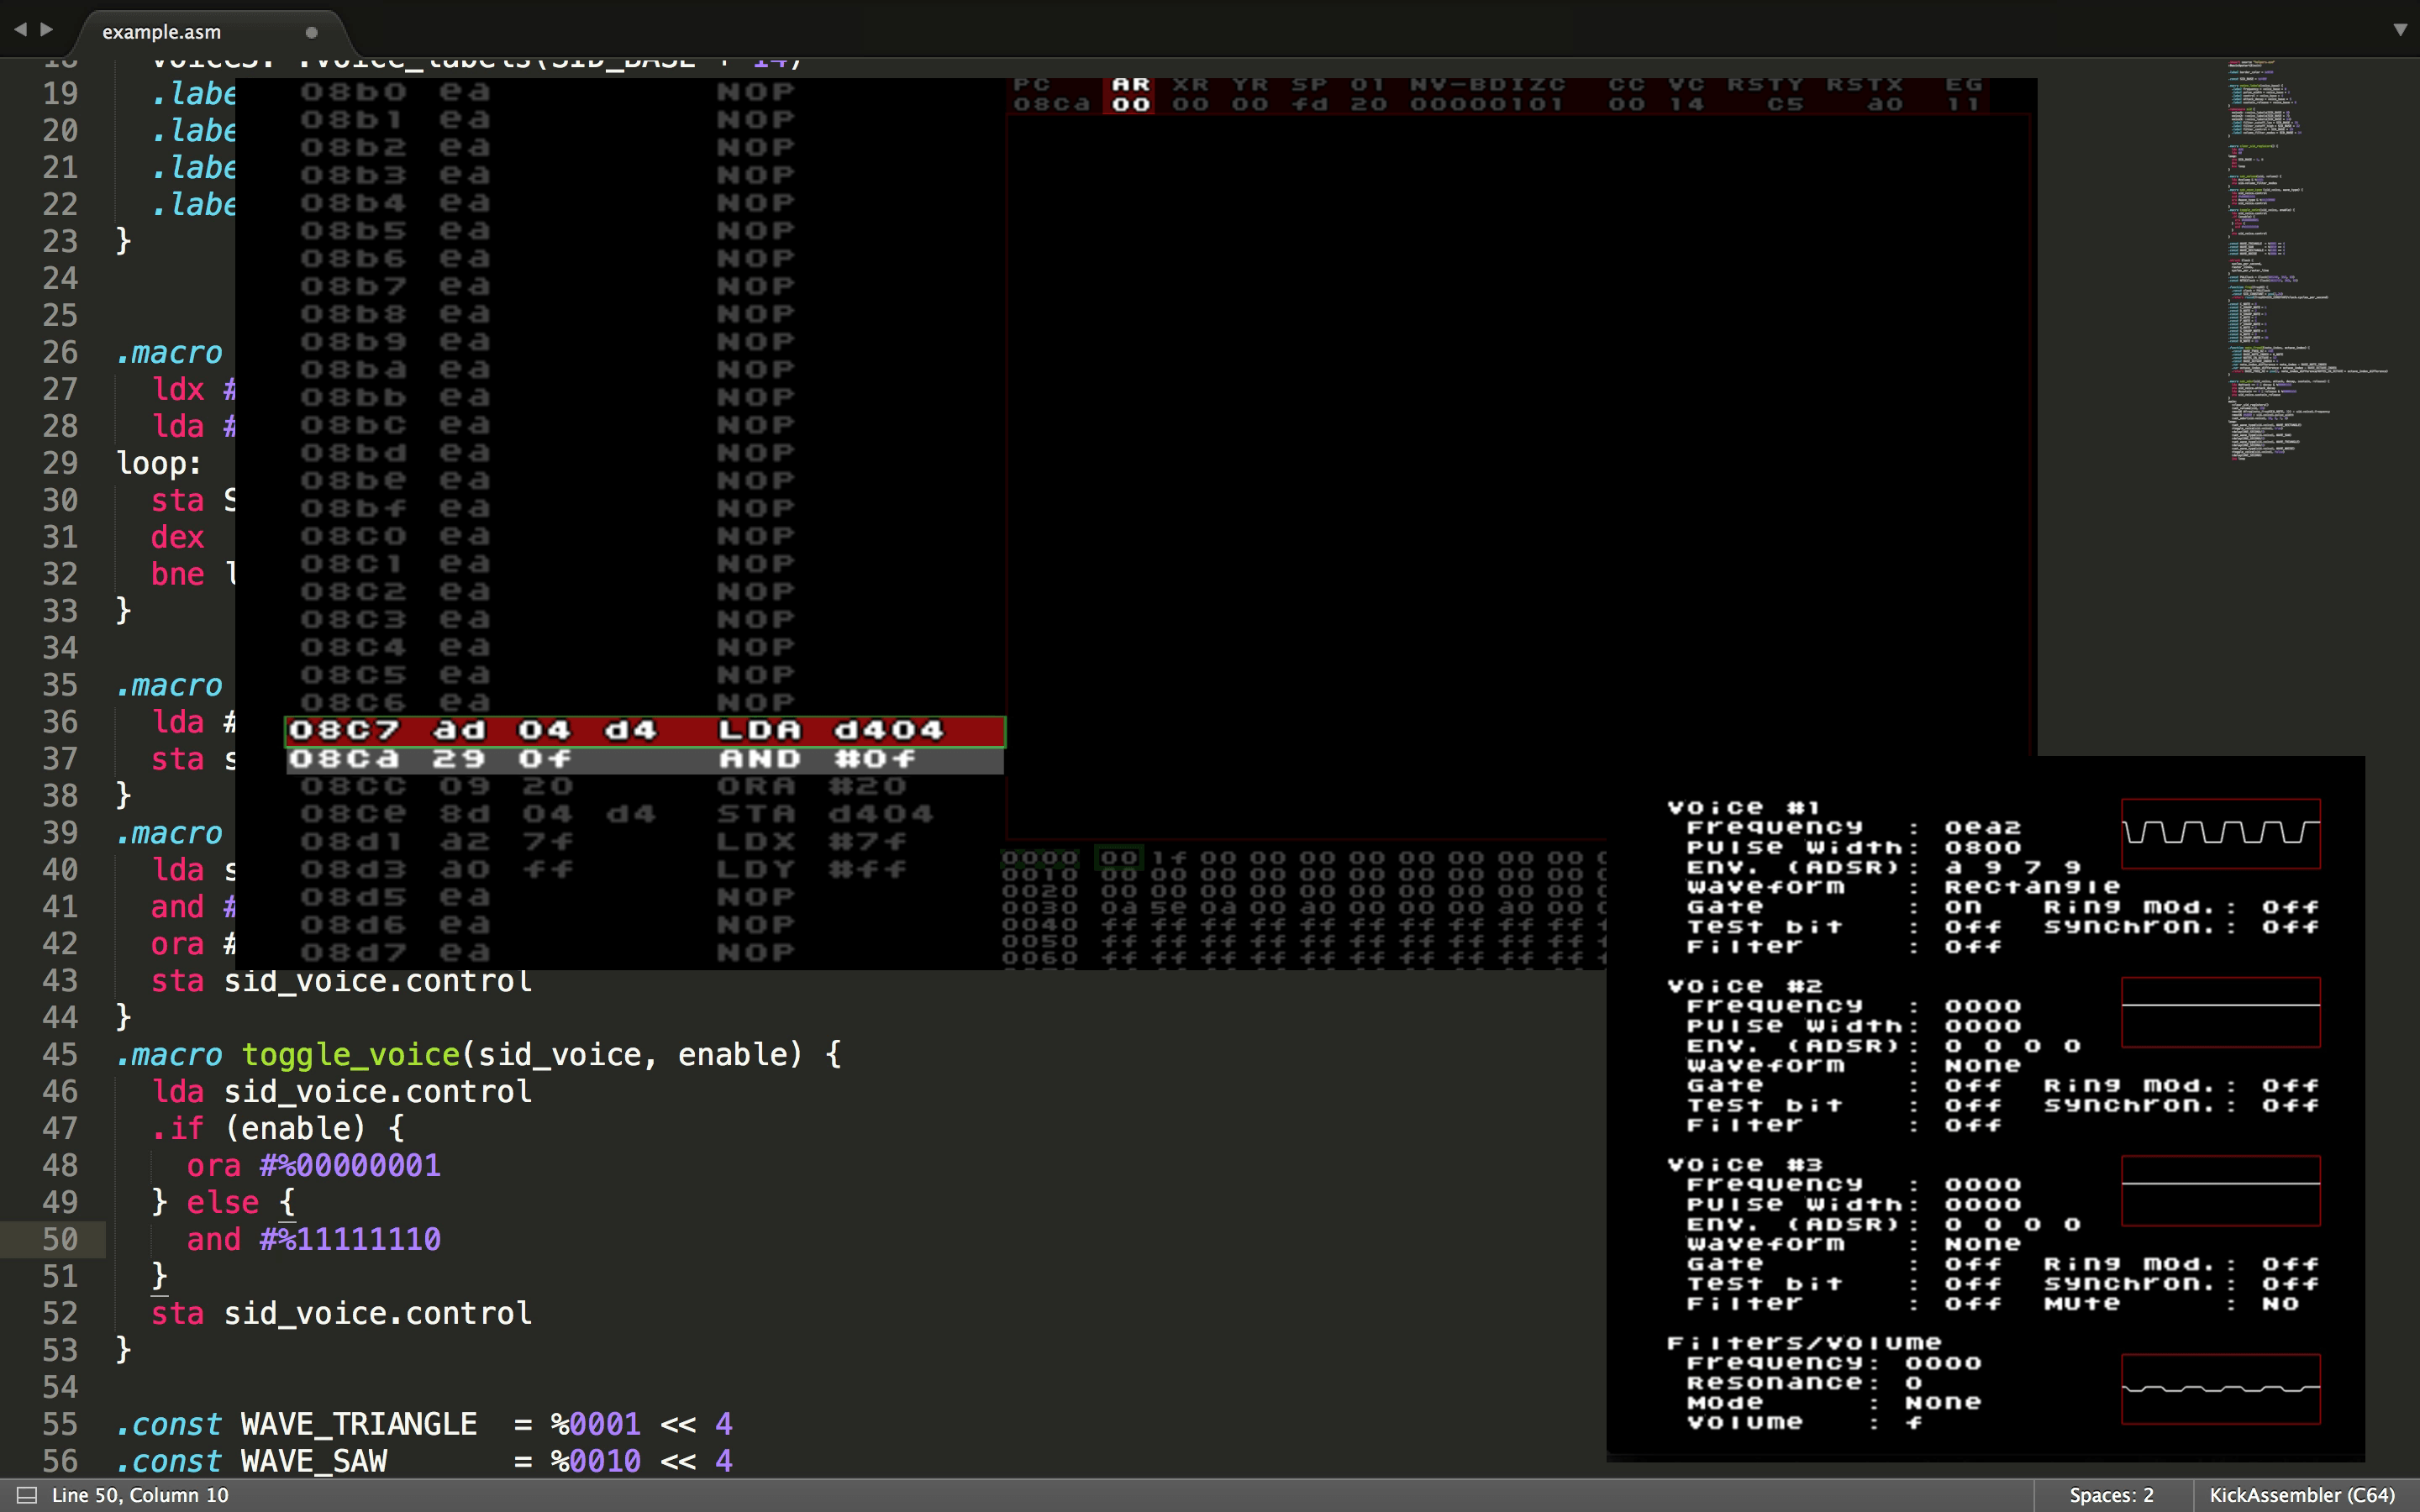 example.asm
19 .labe
20 .labe
21 .labe
22 .labe
23 }
24
25
26 .macro
27 ldx #
28 lda #
29 loop:
30 sta S
31 dex
32 bne l
33 }
34
35 .macro
36 lda #
37 sta s
38 }
39 .macro
40 lda s
41 and #
42 ora #
43 sta sid_voice.control
44 }
45 .macro toggle_voice(sid_voice, enable) {
46 lda sid_voice.control
47 .if (enable) {
48 ora #%00000001
49 } else {
50 and #%11111110
51 }
52 sta sid_voice.control
53 }
54
55 .const WAVE_TRIANGLE = %0001 << 4
56 .const WAVE_SAW = %0010 << 4
08b0 ea NOP
08b1 ea NOP
08b2 ea NOP
08b3 ea NOP
08b4 ea NOP
08b5 ea NOP
08b6 ea NOP
08b7 ea NOP
08b8 ea NOP
08b9 ea NOP
08ba ea NOP
08bb ea NOP
08bc ea NOP
08bd ea NOP
08be ea NOP
08bf ea NOP
08c0 ea NOP
08c1 ea NOP
08c2 ea NOP
08c3 ea NOP
08c4 ea NOP
08c5 ea NOP
08c6 ea NOP
08c7 ad 04 d4 LDA d404
08ca 29 0f AND #0f
08cc 09 20 ORA #20
08ce 8d 04 d4 STA d404
08d1 a2 7f LDX #7f
08d3 a0 ff LDY #ff
08d5 ea NOP
08d6 ea NOP
08d7 ea NOP
PC AR XR YR SP 01 NV-BDIZC CC VC RSTY RSTX EG
08ca 00 00 00 fd 20 00000101 00 14 c5 a0 11
0000 00 1f 00 00 00 00 00 00 00 00
0010 00 00 00 00 00 00 00 00 00 00
0020 00 00 00 00 00 00 00 00 00 00
0030 0a 5e 0a 00 a0 00 00 00 a0 00
0040 ff ff ff ff ff ff ff ff ff ff
0050 ff ff ff ff ff ff ff ff ff ff
0060 ff ff ff ff ff ff ff ff ff ff
Voice #1
Frequency : 0ea2
Pulse Width: 0800
Env. (ADSR): a 9 7 9
Waveform : Rectangle
Gate : On Ring mod.: Off
Test bit : Off Synchron.: Off
Filter : Off
Voice #2
Frequency : 0000
Pulse Width: 0000
Env. (ADSR): 0 0 0 0
Waveform : None
Gate : Off Ring mod.: Off
Test bit : Off Synchron.: Off
Filter : Off
Voice #3
Frequency : 0000
Pulse Width: 0000
Env. (ADSR): 0 0 0 0
Waveform : None
Gate : Off Ring mod.: Off
Test bit : Off Synchron.: Off
Filter : Off Mute : NO
Filters/Volume
Frequency: 0000
Resonance: 0
Mode : None
Volume : f
Line 50, Column 10
Spaces: 2
KickAssembler (C64)